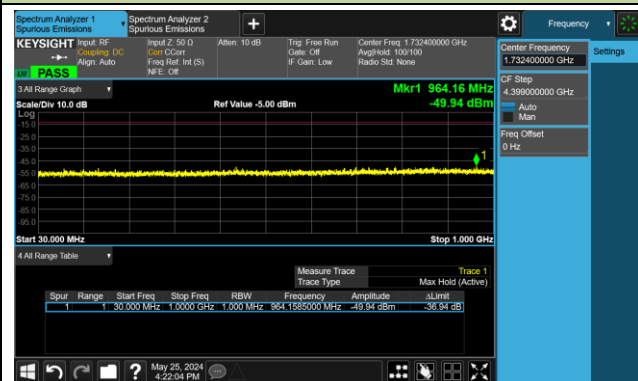 Spectrum Analyzer 1
Spurious Emissions
Spectrum Analyzer 2
Spurious Emissions
+
Frequency
KEYSIGHT
Input: RF
Coupling: DC
Align: Auto
Input Z: 50 Ω
Corr CCorr
Freq Ref: Int (S)
NFE: Off
Atten: 10 dB
Trig: Free Run
Gate: Off
IF Gain: Low
Center Freq: 1.732400000 GHz
Avg|Hold: 100/100
Radio Std: None
PASS
Center Frequency
1.732400000 GHz
Settings
CF Step
4.399000000 GHz
Auto
Man
Freq Offset
0 Hz
3 All Range Graph
Mkr1 964.16 MHz
Scale/Div 10.0 dB
Ref Value -5.00 dBm
-49.94 dBm
Log
-15.0
-25.0
-35.0
-45.0
-55.0
-65.0
-75.0
-85.0
-95.0
1
Start 30.000 MHz
Stop 1.000 GHz
4 All Range Table
Measure Trace Trace 1
Trace Type Max Hold (Active)
Spur Range Start Freq Stop Freq RBW Frequency Amplitude ΔLimit
1 1 30.000 MHz 1.0000 GHz 1.000 MHz 964.1585000 MHz -49.94 dBm -36.94 dB
?
May 25, 2024
4:22:04 PM